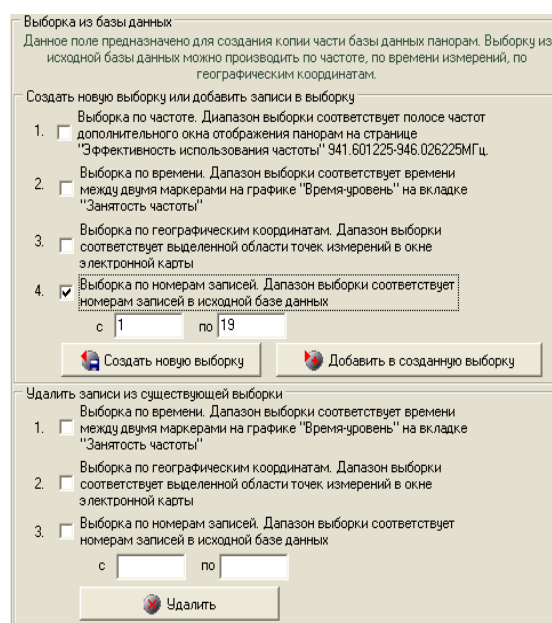 Выборка из базы данных
Данное поле предназначено для создания копии части базы данных панорам. Выборку из
исходной базы данных можно производить по частоте, по времени измерений, по
географическим координатам.
Создать новую выборку или добавить записи в выборку
Выборка по частоте. Диапазон выборки соответствует полосе частот
1. дополнительного окна отображения панорам на странице
"Эффективность использования частоты" 941.601225-946.026225МГц.
Выборка по времени. Дапазон выборки соответствует времени
2. между двумя маркерами на графике "Время-уровень" на вкладке
"Занятость частоты"
Выборка по географическим координатам. Дапазон выборки
3. соответствует выделенной области точек измерений в окне
электронной карты
4. Выборка по номерам записей. Дапазон выборки соответствует
номерам записей в исходной базе данных
с 1 по 19
Создать новую выборку Добавить в созданную выборку
Удалить записи из существующей выборки
Выборка по времени. Дапазон выборки соответствует времени
1. между двумя маркерами на графике "Время-уровень" на вкладке
"Занятость частоты"
Выборка по географическим координатам. Дапазон выборки
2. соответствует выделенной области точек измерений в окне
электронной карты
3. Выборка по номерам записей. Дапазон выборки соответствует
номерам записей в исходной базе данных
с по
Удалить